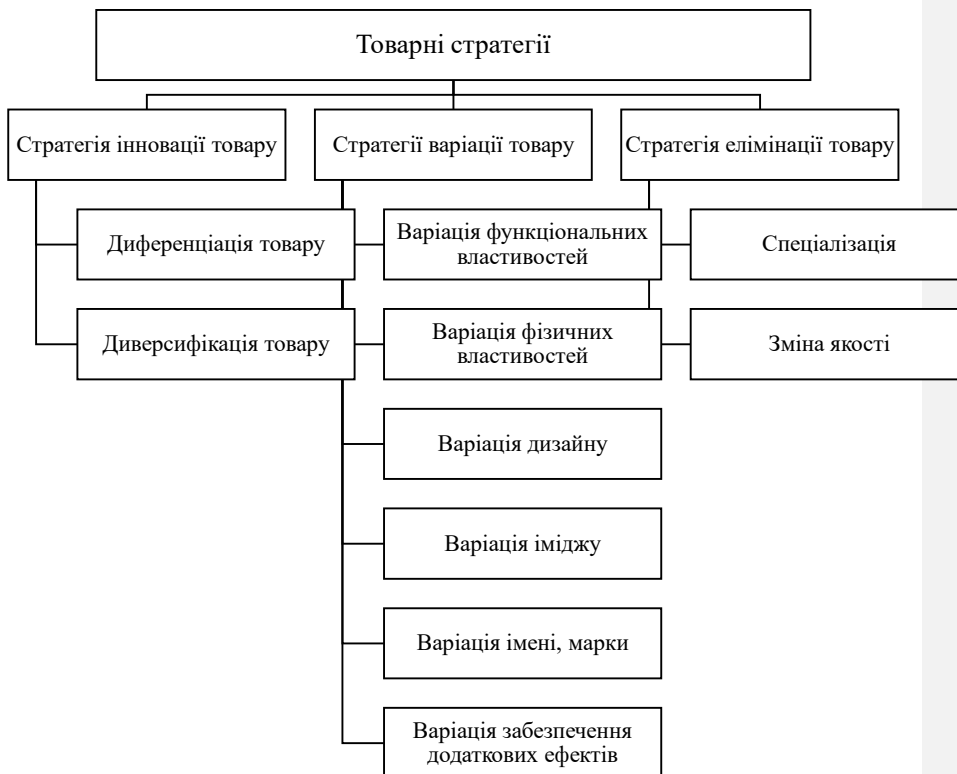 Товарні стратегії
Стратегія інновації товару
Стратегії варіації товару
Стратегія елімінації товару
Диференціація товару
Варіація функціональних
властивостей
Спеціалізація
Диверсифікація товару
Варіація фізичних
властивостей
Зміна якості
Варіація дизайну
Варіація іміджу
Варіація імені, марки
Варіація забезпечення
додаткових ефектів